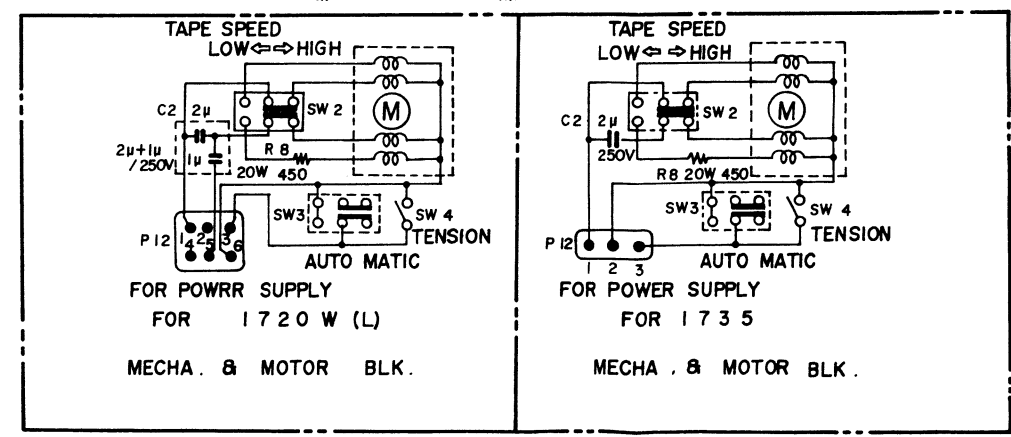 TAPE SPEED
LOW⇦⇨HIGH
C2 2μ
SW 2
M
2μ+1μ
/250V
1μ
R 8
20W 450
SW3
SW 4
TENSION
P 12
1 2 3
4 5 6
AUTO MATIC
FOR POWRR SUPPLY
FOR 1720 W (L)
MECHA. & MOTOR BLK.
TAPE SPEED
LOW⇦⇨HIGH
C2 2μ
250V
SW 2
M
R8 20W 450
SW3
SW 4
TENSION
P 12
1 2 3
AUTO MATIC
FOR POWER SUPPLY
FOR 1735
MECHA. & MOTOR BLK.